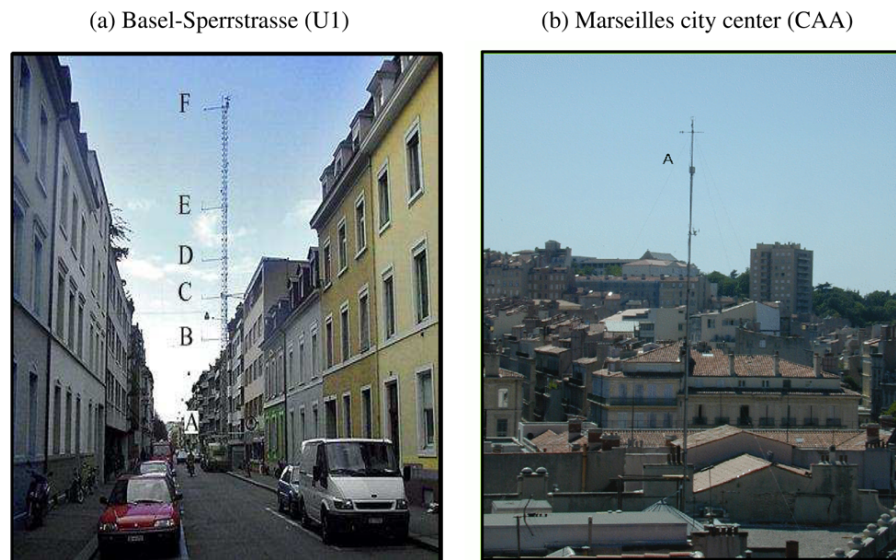 (a) Basel-Sperrstrasse (U1)
(b) Marseilles city center (CAA)
F
E
D
C
B
A
A